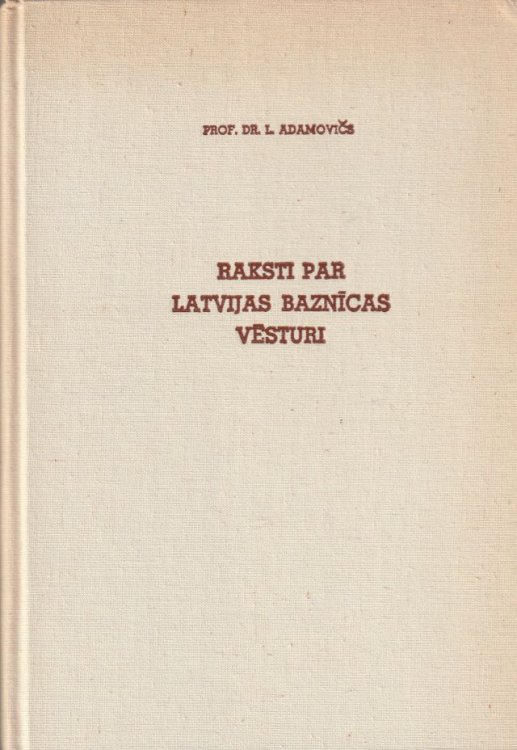 PROF. DR. L. ADAMOVIČS
RAKSTI PAR
LATVIJAS BAZNĪCAS
VĒSTURI